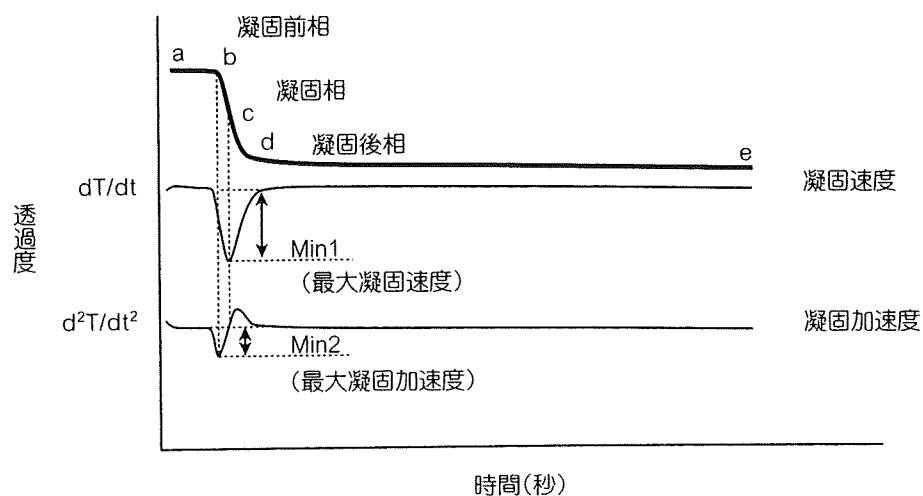 凝固前相
a
b
凝固相
c
d
凝固後相
e
dT/dt
凝固速度
透過度
Min1
(最大凝固速度)
d²T/dt²
凝固加速度
Min2
(最大凝固加速度)
時間(秒)